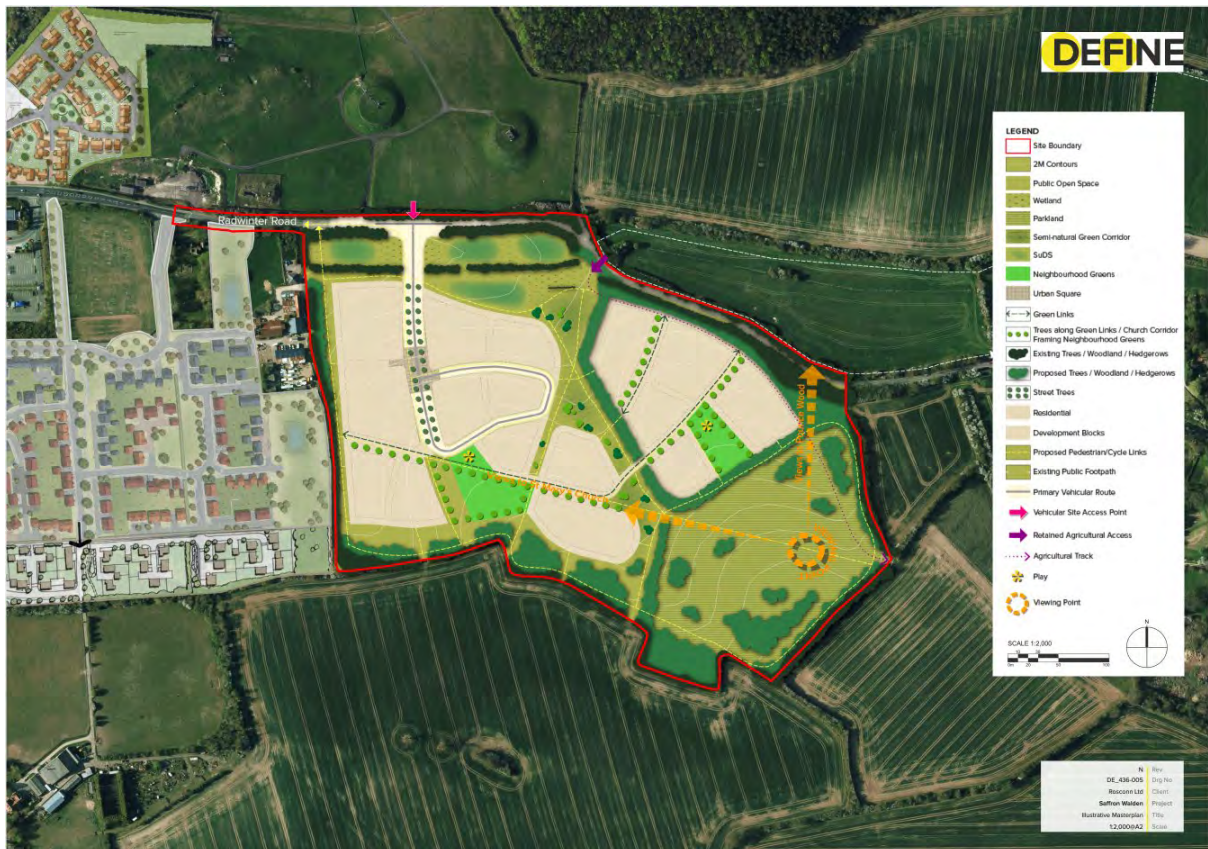 DEFINE
LEGEND
Site Boundary
2M Contours
Public Open Space
Wetland
Parkland
Semi-natural Green Corridor
SuDS
Neighbourhood Greens
Urban Square
Green Links
Trees along Green Links / Church Corridor
Framing Neighbourhood Greens
Existing Trees / Woodland / Hedgerows
Proposed Trees / Woodland / Hedgerows
Street Trees
Residential
Development Blocks
Proposed Pedestrian/Cycle Links
Existing Public Footpath
Primary Vehicular Route
Vehicular Site Access Point
Retained Agricultural Access
Agricultural Track
Play
Viewing Point
SCALE 1:2,000
N
Radwinter Road
N Rev
DE_436-005 Drg No
Rosconn Ltd Client
Saffron Walden Project
Illustrative Masterplan Title
1:2,000@A2 Scale